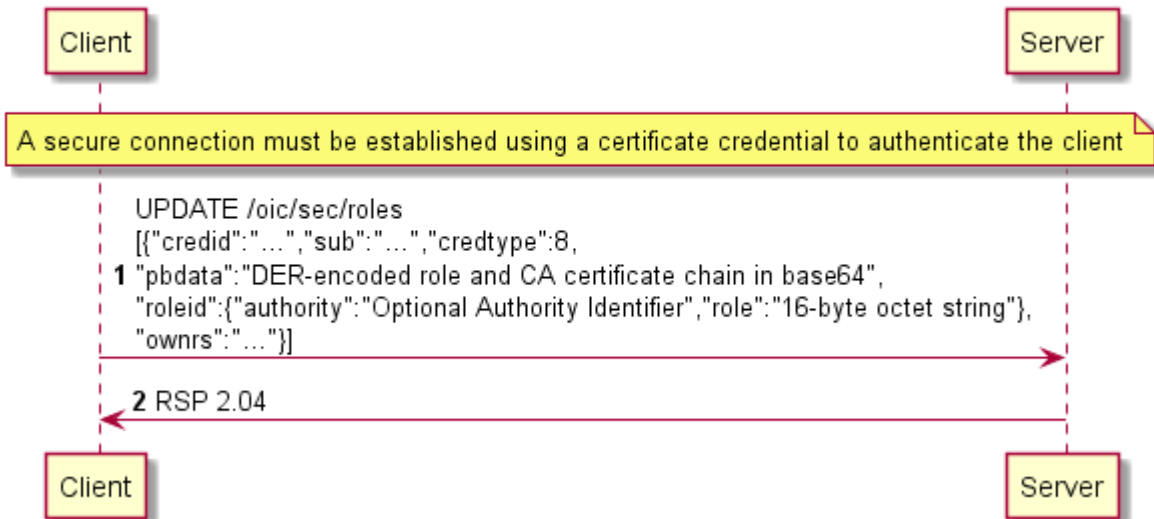 Client Server
A secure connection must be established using a certificate credential to authenticate the client
UPDATE /oic/sec/roles
[{"credid":"...","sub":"...","credtype":8,
1 "pbdata":"DER-encoded role and CA certificate chain in base64",
"roleid":{"authority":"Optional Authority Identifier","role":"16-byte octet string"},
"ownrs":"..."}]
2 RSP 2.04
Client Server